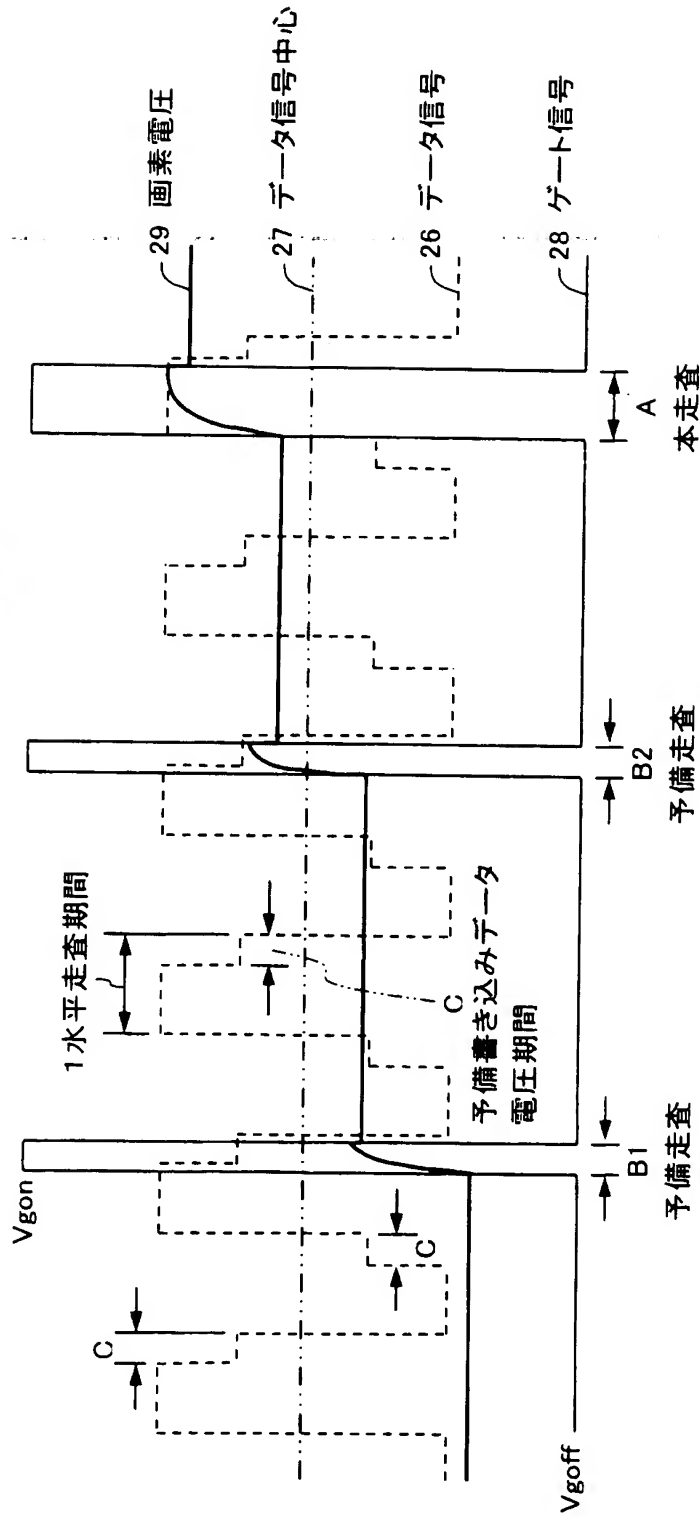 Vgon
Vgoff
C
C
1水平走査期間
C
予備書き込みデータ
電圧期間
29 画素電圧
27 データ信号中心
26 データ信号
28 ゲート信号
B1
予備走査
B2
予備走査
A
本走査